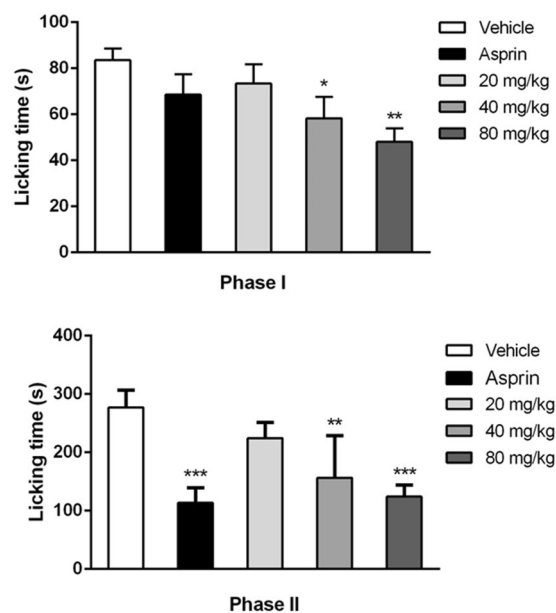 100
80
60
40
20
0
Licking time (s)
*
**
Phase I
Vehicle
Asprin
20 mg/kg
40 mg/kg
80 mg/kg
400
300
200
100
0
Licking time (s)
***
**
***
Phase II
Vehicle
Asprin
20 mg/kg
40 mg/kg
80 mg/kg